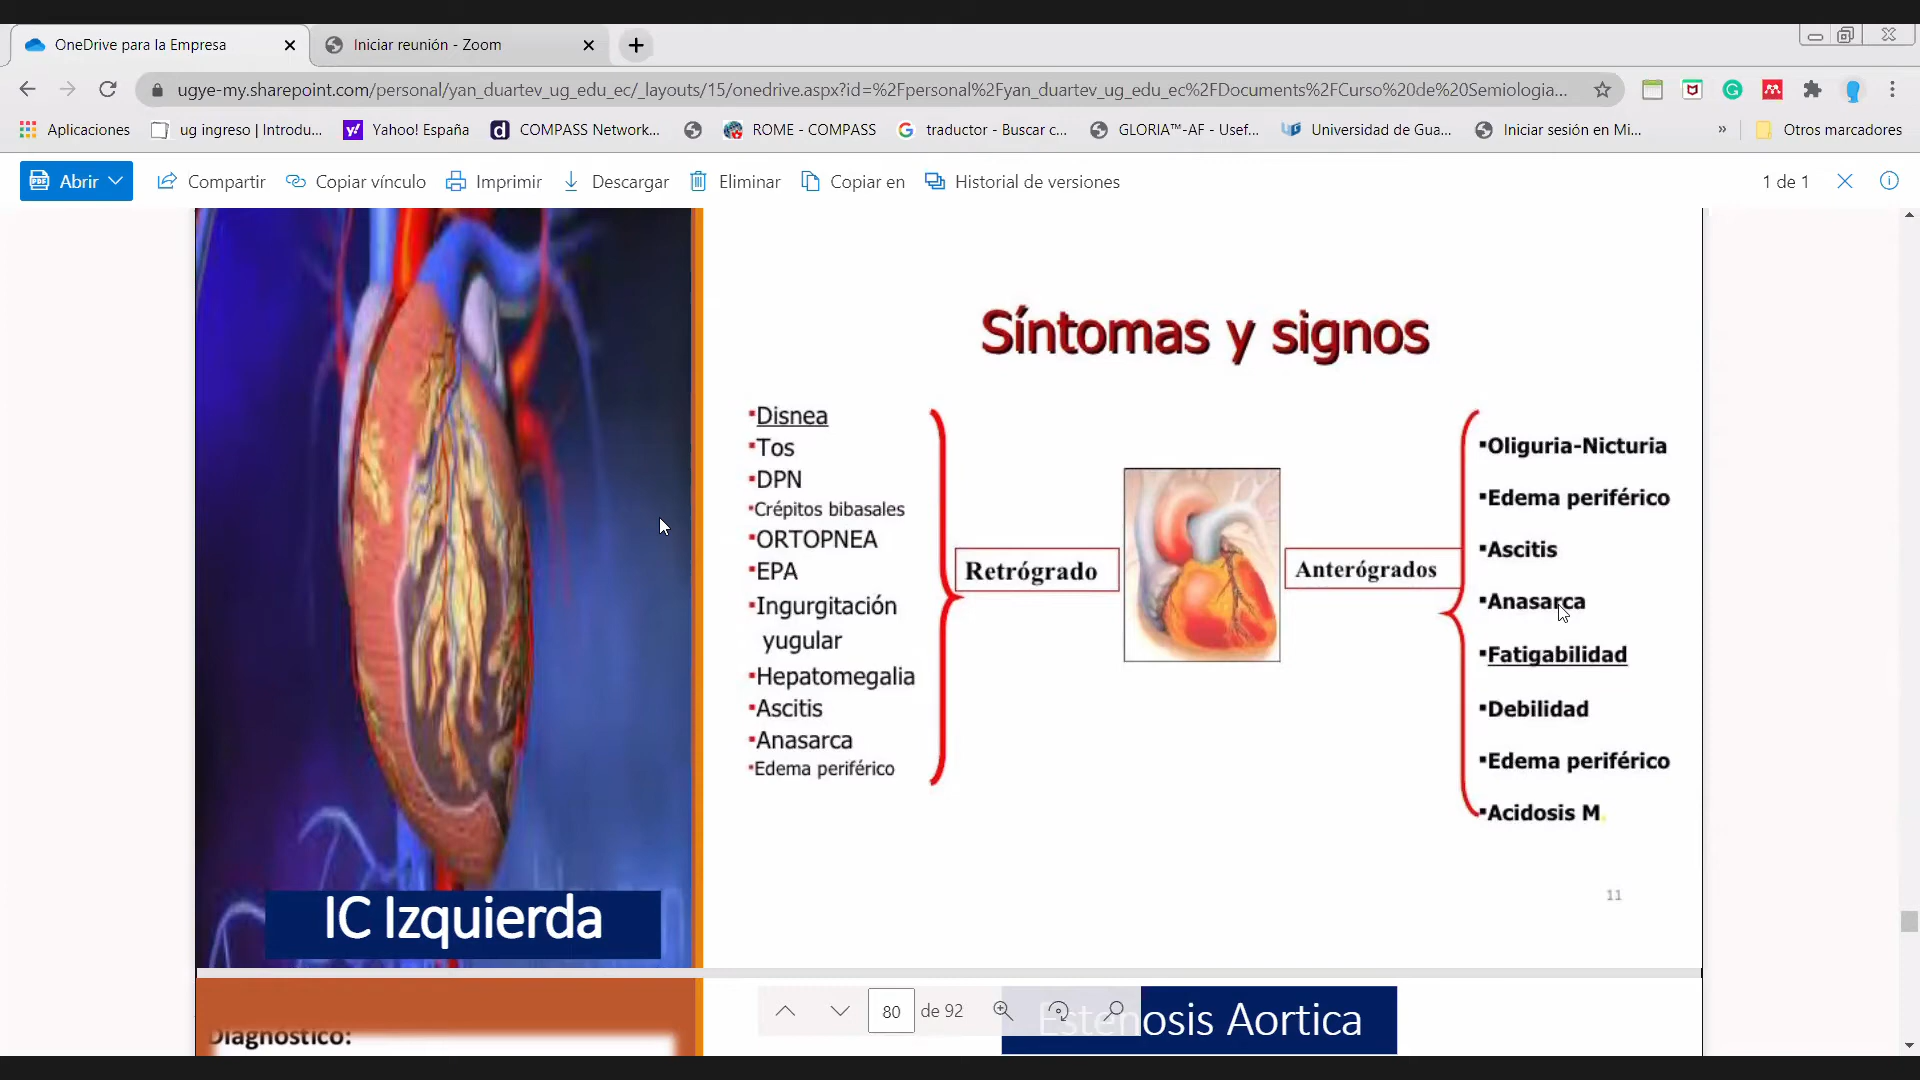 OneDrive para la Empresa
Iniciar reunión - Zoom
ugye-my.sharepoint.com/personal/yan_duartev_ug_edu_ec/_layouts/15/onedrive.aspx?id=%2Fpersonal%2Fyan_duartev_ug_edu_ec%2FDocuments%2FCurso%20de%20Semiologia...
Aplicaciones
ug ingreso | Introdu...
Yahoo! España
COMPASS Network...
ROME - COMPASS
traductor - Buscar c...
GLORIA™-AF - Usef...
Universidad de Gua...
Iniciar sesión en Mi...
»
Otros marcadores
Abrir
Compartir
Copiar vínculo
Imprimir
Descargar
Eliminar
Copiar en
Historial de versiones
1 de 1
Síntomas y signos
▪Disnea
▪Tos
▪DPN
▪Crépitos bibasales
▪ORTOPNEA
▪EPA
▪Ingurgitación
yugular
▪Hepatomegalia
▪Ascitis
▪Anasarca
▪Edema periférico
Retrógrado
Anterógrados
▪Oliguria-Nicturia
▪Edema periférico
▪Ascitis
▪Anasarca
▪Fatigabilidad
▪Debilidad
▪Edema periférico
▪Acidosis M.
11
IC Izquierda
Diagnostico:
80 de 92
Estenosis Aortica